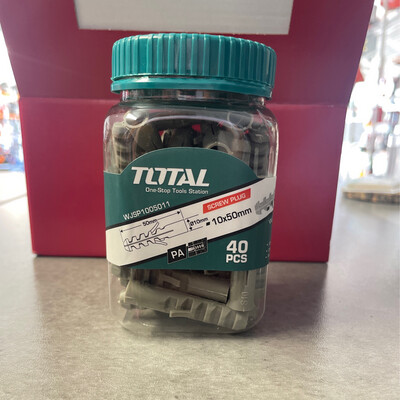 TOTAL
One-Stop Tools Station
WJSP1005011
SCREW PLUG
10x50mm
50mm
Ø10mm
PA
40
PCS